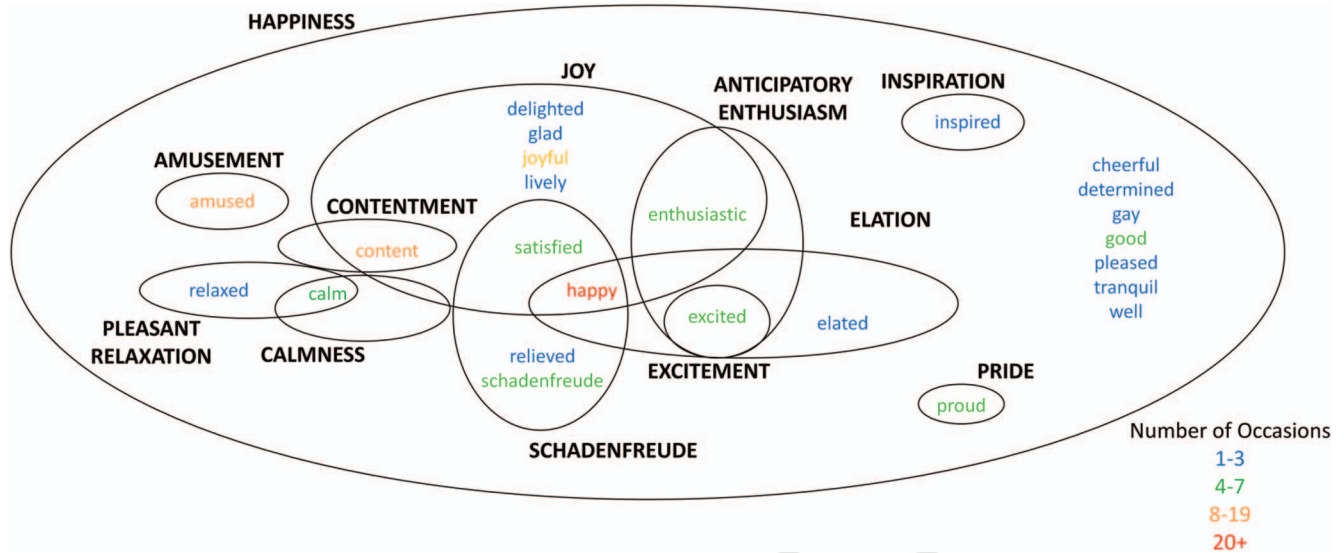 HAPPINESS
JOY
ANTICIPATORY
ENTHUSIASM
INSPIRATION
delighted
glad
joyful
lively
inspired
AMUSEMENT
amused
cheerful
determined
gay
good
pleased
tranquil
well
CONTENTMENT
content
enthusiastic
ELATION
satisfied
relaxed
calm
happy
excited
elated
PLEASANT
RELAXATION
CALMNESS
relieved
schadenfreude
EXCITEMENT
PRIDE
proud
SCHADENFREUDE
Number of Occasions
1-3
4-7
8-19
20+